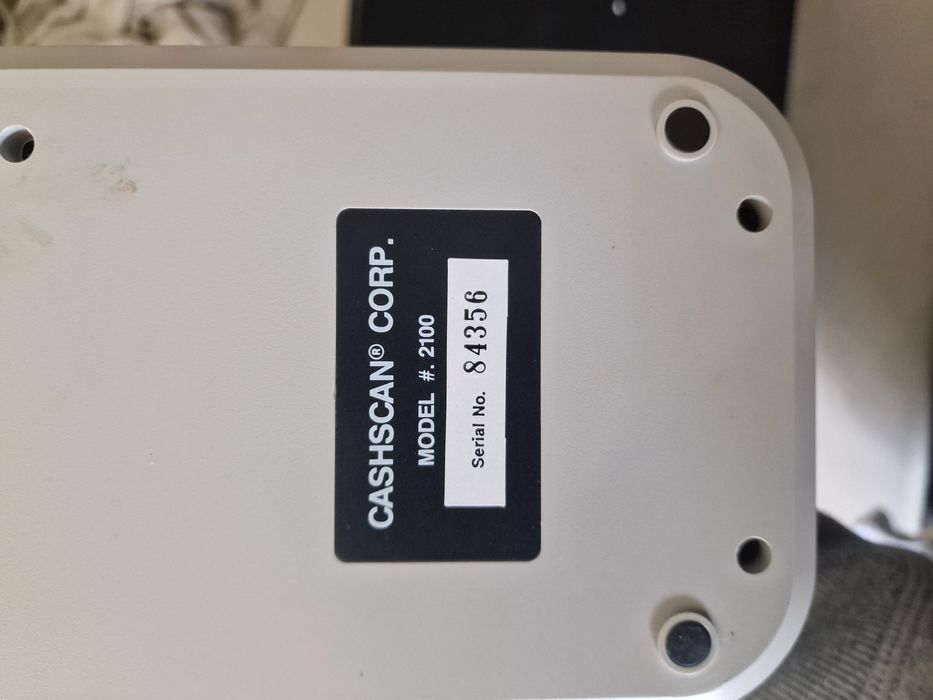 CASHSCAN® CORP.
MODEL #. 2100
Serial No. 84356